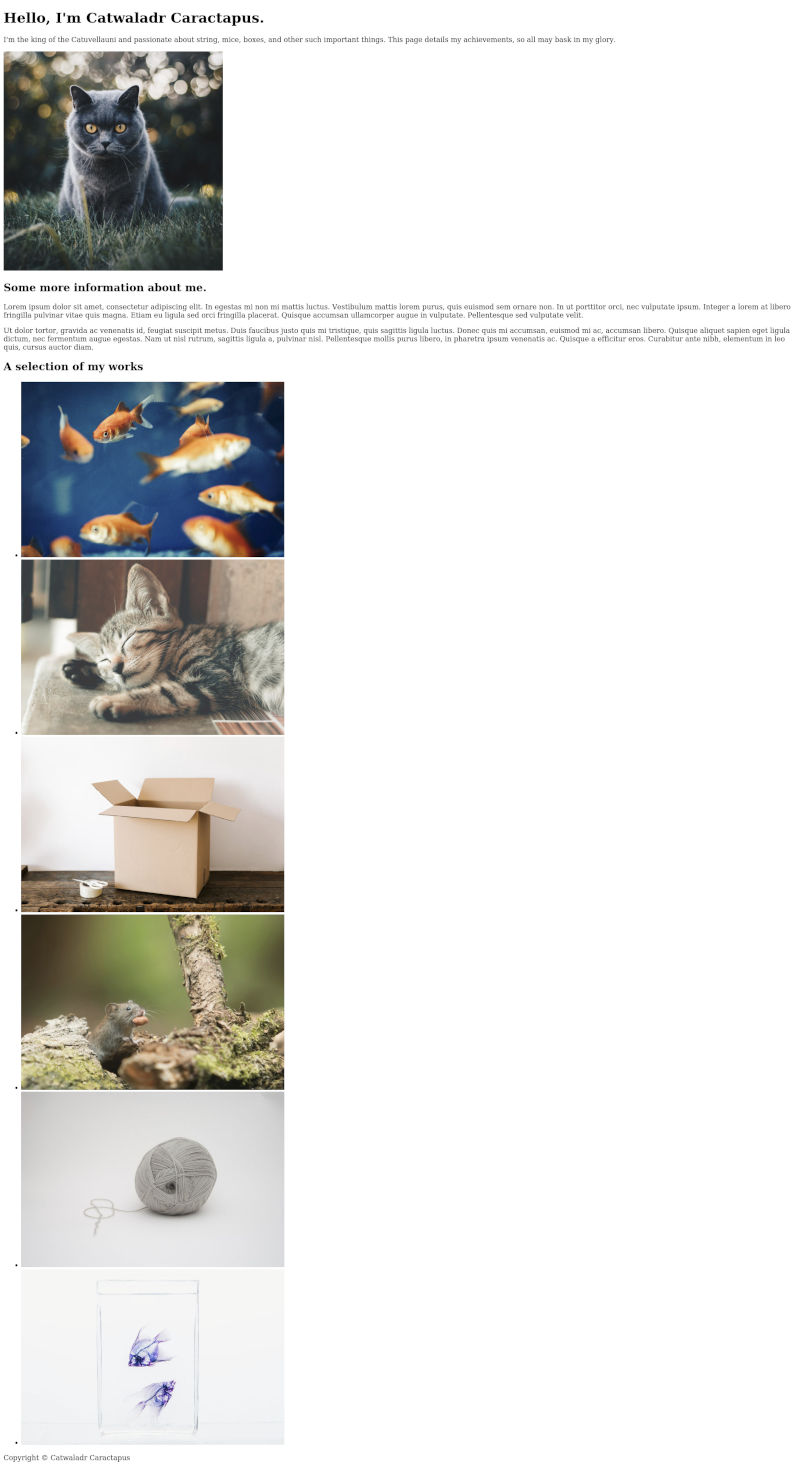 Hello, I'm Catwaladr Caractapus.
I'm the king of the Catuvellauni and passionate about string, mice, boxes, and other such important things. This page details my achievements, so all may bask in my glory.
Some more information about me.
Lorem ipsum dolor sit amet, consectetur adipiscing elit. In egestas mi non mi mattis luctus. Vestibulum mattis lorem purus, quis euismod sem ornare non. In ut porttitor orci, nec vulputate ipsum. Integer a lorem at libero
fringilla pulvinar vitae quis magna. Etiam eu ligula sed orci fringilla placerat. Quisque accumsan ullamcorper augue in vulputate. Pellentesque sed vulputate velit.
Ut dolor tortor, gravida ac venenatis id, feugiat suscipit metus. Duis faucibus justo quis mi tristique, quis sagittis ligula luctus. Donec quis mi accumsan, euismod mi ac, accumsan libero. Quisque aliquet sapien eget ligula
dictum, nec fermentum augue egestas. Nam ut nisl rutrum, sagittis ligula a, pulvinar nisl. Pellentesque mollis purus libero, in pharetra ipsum venenatis ac. Quisque a efficitur eros. Curabitur ante nibh, elementum in leo
quis, cursus auctor diam.
A selection of my works
Copyright © Catwaladr Caractapus